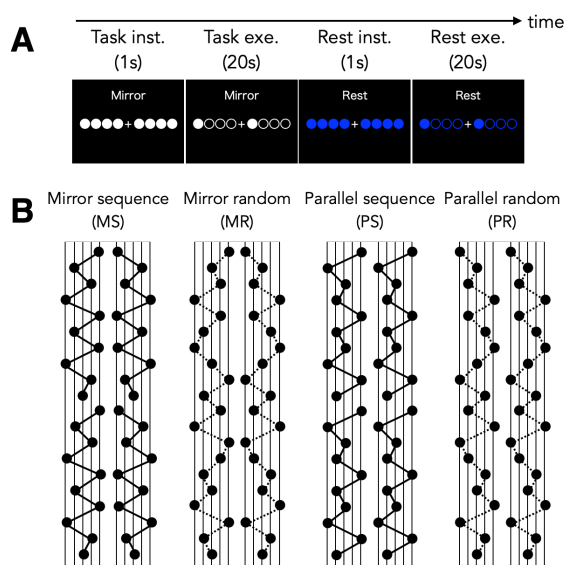 time
A
Task inst. Task exe. Rest inst. Rest exe.
(1s) (20s) (1s) (20s)
Mirror Mirror Rest Rest
+ + + +
B
Mirror sequence Mirror random Parallel sequence Parallel random
(MS) (MR) (PS) (PR)